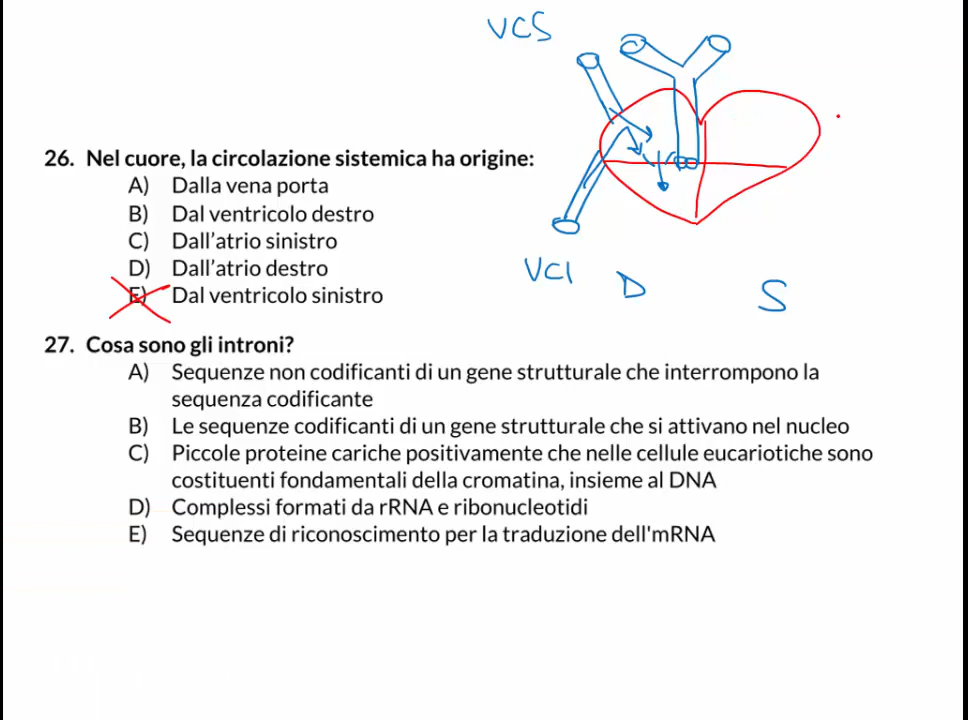 VCS
26. Nel cuore, la circolazione sistemica ha origine:
A) Dalla vena porta
B) Dal ventricolo destro
C) Dall'atrio sinistro
D) Dall'atrio destro
E) Dal ventricolo sinistro
VCI
D
S
27. Cosa sono gli introni?
A) Sequenze non codificanti di un gene strutturale che interrompono la
sequenza codificante
B) Le sequenze codificanti di un gene strutturale che si attivano nel nucleo
C) Piccole proteine cariche positivamente che nelle cellule eucariotiche sono
costituenti fondamentali della cromatina, insieme al DNA
D) Complessi formati da rRNA e ribonucleotidi
E) Sequenze di riconoscimento per la traduzione dell'mRNA